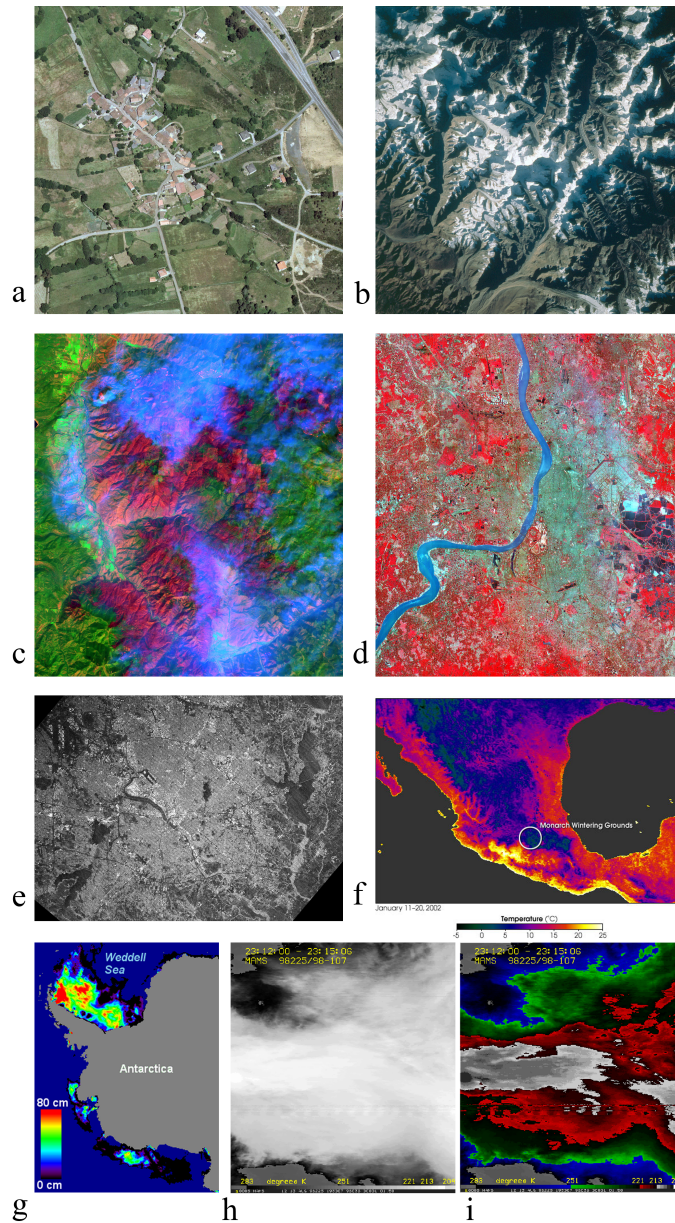 a
b
c
d
e
Monarch Wintering Grounds
January 11–20, 2002
f
Temperature (°C)
-5 0 5 10 15 20 25
Weddell
Sea
Antarctica
80 cm
0 cm
g
23:12:00 - 23:15:06
MAMS 98225/98-107
283 degree K 251 221 213
h
23:12:00 - 23:15:06
MAMS 98225/98-107
283 degree K 251 221 213
i